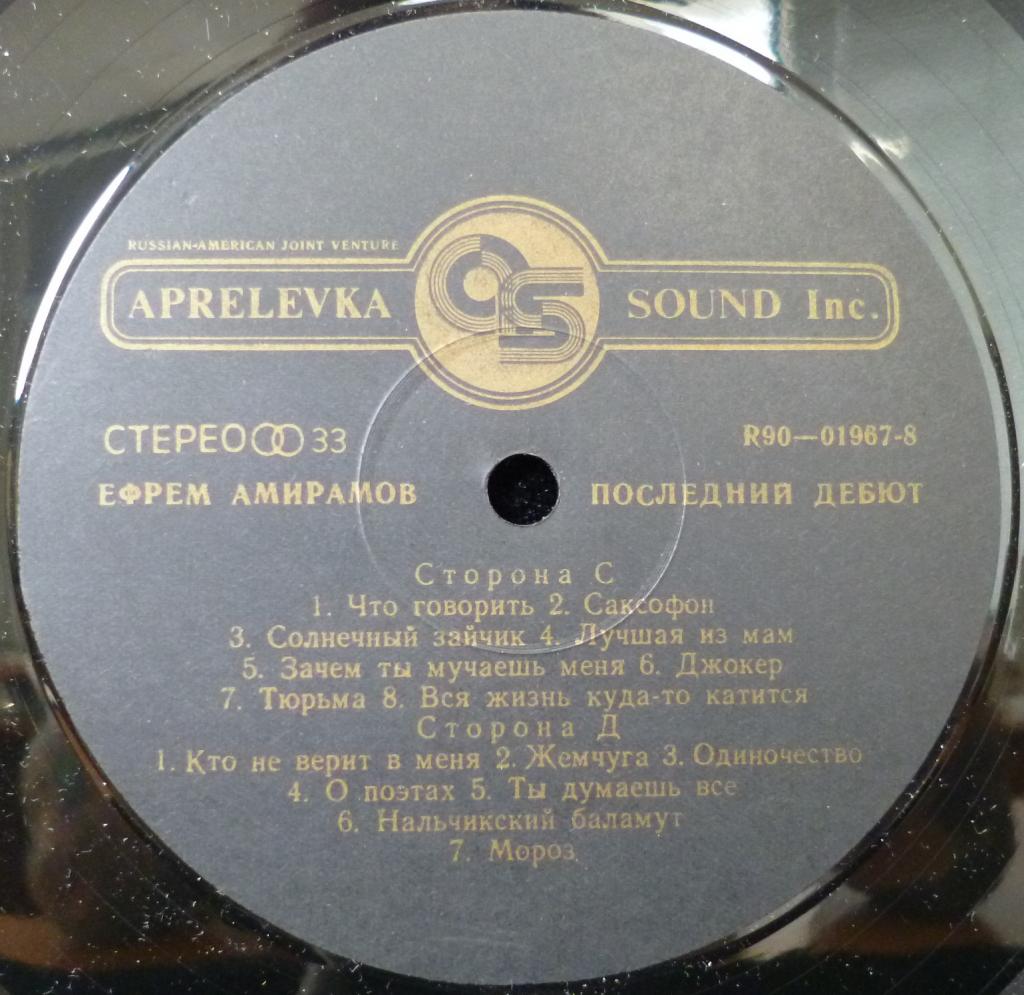 RUSSIAN-AMERICAN JOINT VENTURE
APRELEVKA SOUND Inc.
СТЕРЕО 33 R90—01967-8
ЕФРЕМ АМИРАМОВ ПОСЛЕДНИЙ ДЕБЮТ
Сторона С
1. Что говорить 2. Саксофон
3. Солнечный зайчик 4. Лучшая из мам
5. Зачем ты мучаешь меня 6. Джокер
7. Тюрьма 8. Вся жизнь куда-то катится
Сторона Д
1. Кто не верит в меня 2. Жемчуга 3. Одиночество
4. О поэтах 5. Ты думаешь все
6. Нальчикский баламут
7. Мороз